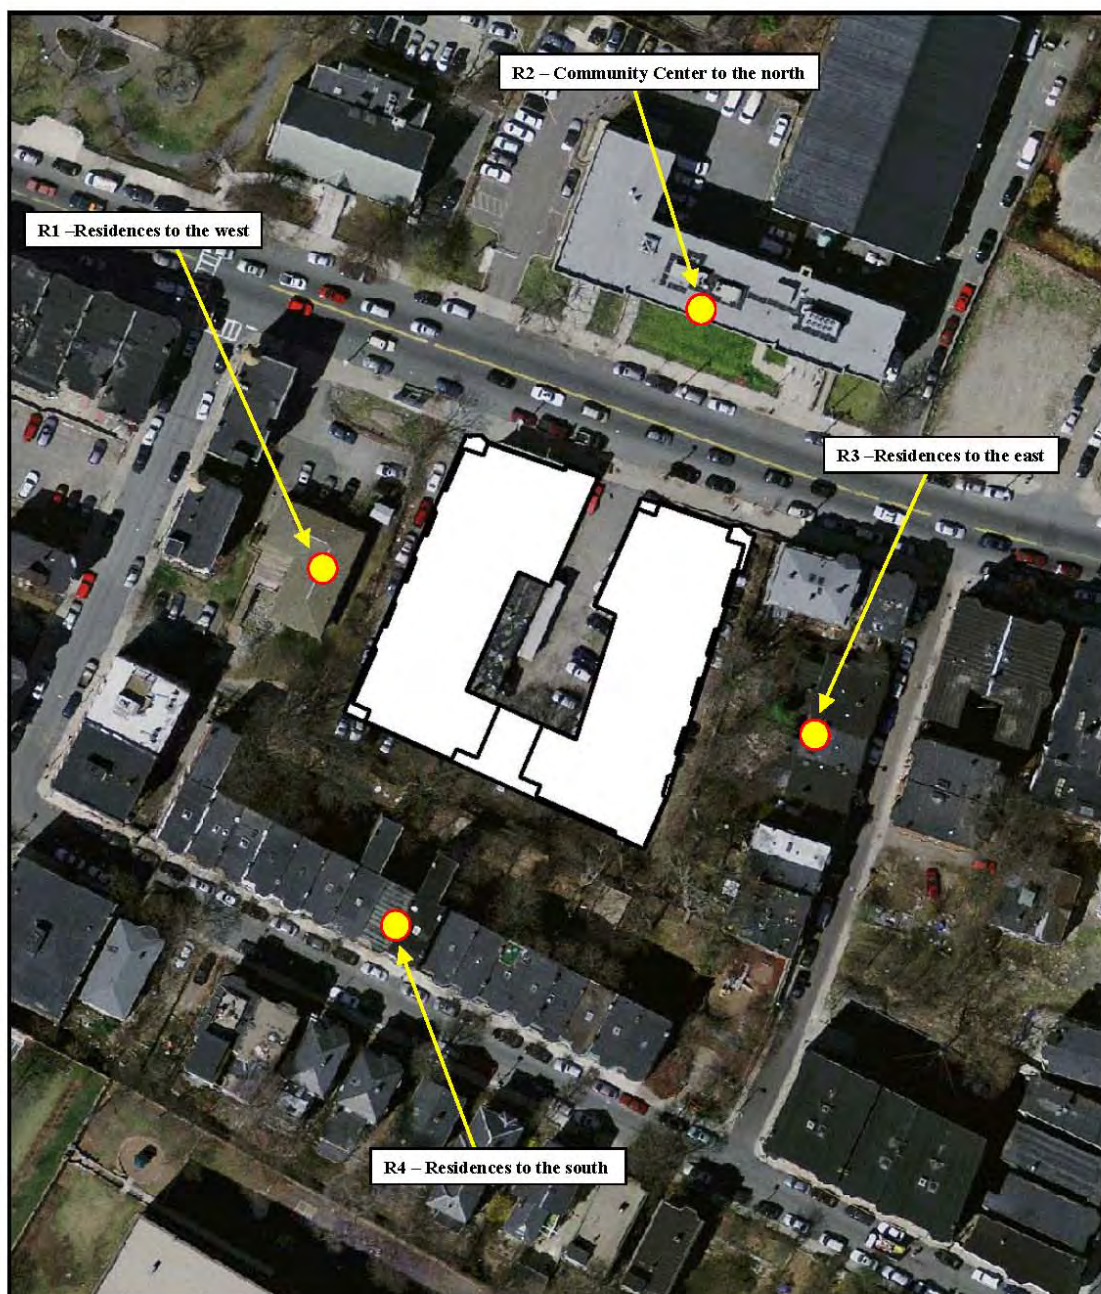 R2 – Community Center to the north
R1 –Residences to the west
R3 –Residences to the east
R4 – Residences to the south